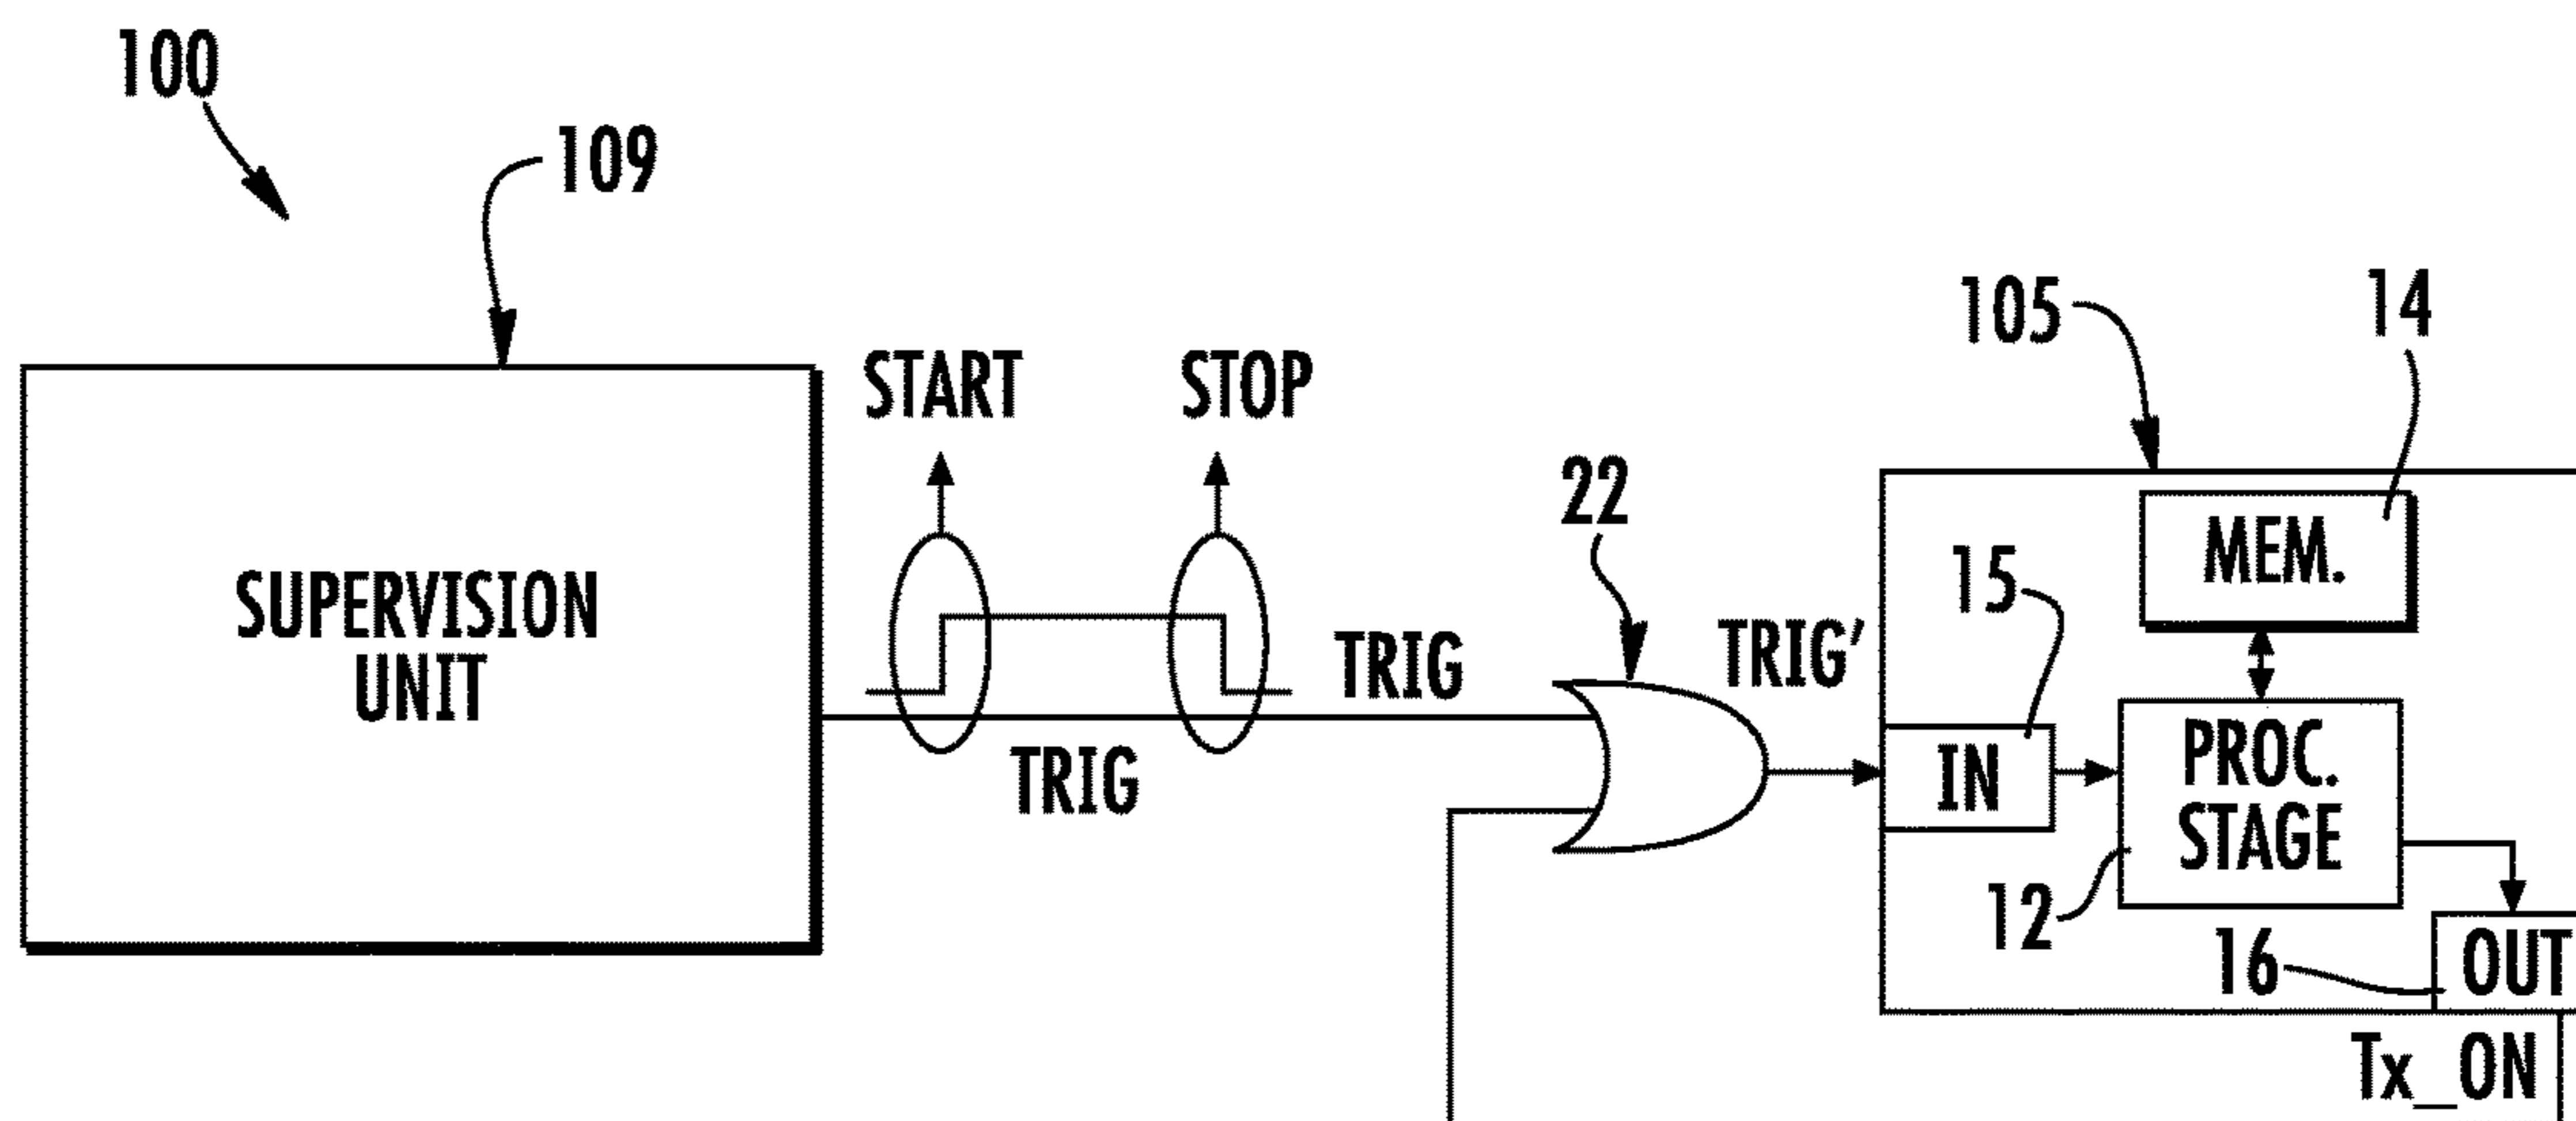 100
109
105
14
START
STOP
22
15
MEM.
SUPERVISION
UNIT
TRIG
TRIG'
TRIG
IN
PROC.
STAGE
12
16
OUT
Tx_ON